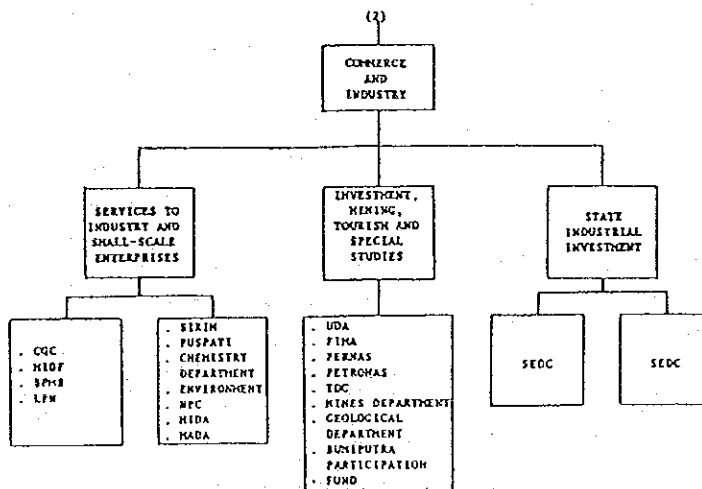 (2)
COMMERCE
AND
INDUSTRY
SERVICES TO
INDUSTRY AND
SMALL-SCALE
ENTERPRISES
INVESTMENT,
MINING,
TOURISM AND
SPECIAL
STUDIES
STATE
INDUSTRIAL
INVESTMENT
. CGC
. MIDF
. BPMB
. LPN
. SIRIM
. PUSPATI
. CHEMISTRY
DEPARTMENT
. ENVIRONMENT
. NPC
. MIDA
. MADA
. UDA
. FIMA
. PERNAS
. PETRONAS
. TDC
. MINES DEPARTMENT
. GEOLOGICAL
DEPARTMENT
. BUMIPUTRA
PARTICIPATION
. FUND
SEDC
SEDC